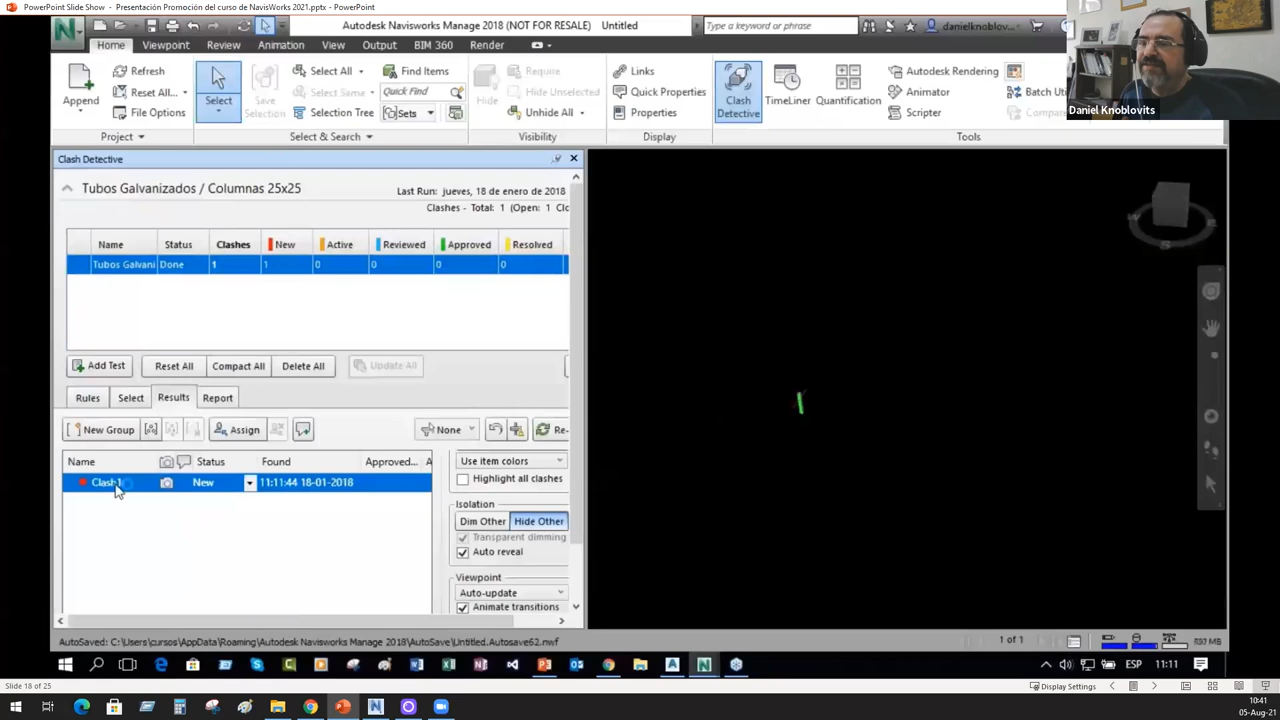 PowerPoint Slide Show - Presentación Promoción del curso de NavisWorks 2021.pptx - PowerPoint
Autodesk Navisworks Manage 2018 (NOT FOR RESALE) Untitled
Type a keyword or phrase
danielknoblov...
Home Viewpoint Review Animation View Output BIM 360 Render
Append
Refresh
Reset All...
File Options
Project
Select
Save Selection
Select All
Select Same
Selection Tree
Find Items
Quick Find
Sets
Select & Search
Hide
Require
Hide Unselected
Unhide All
Visibility
Links
Quick Properties
Properties
Display
Clash Detective
TimeLiner
Quantification
Autodesk Rendering
Animator
Scripter
Batch Uti
Compare
Tools
Daniel Knoblovits
Clash Detective
Tubos Galvanizados / Columnas 25x25
Last Run: jueves, 18 de enero de 2018
Clashes - Total: 1 (Open: 1 Clo
Name Status Clashes New Active Reviewed Approved Resolved
Tubos Galvani Done 1 1 0 0 0 0
Add Test Reset All Compact All Delete All Update All
Rules Select Results Report
New Group Assign None Re-
Name Status Found Approved... A
Clash1 New 11:11:44 18-01-2018
Use item colors
Highlight all clashes
Isolation
Dim Other Hide Other
Transparent dimming
Auto reveal
Viewpoint
Auto-update
Animate transitions
AutoSaved: C:\Users\cursos\AppData\Roaming\Autodesk Navisworks Manage 2018\AutoSave\Untitled.Autosave62.nwf
1 of 1
ESP 11:11
Slide 18 of 25
Display Settings
10:41
05-Aug-21